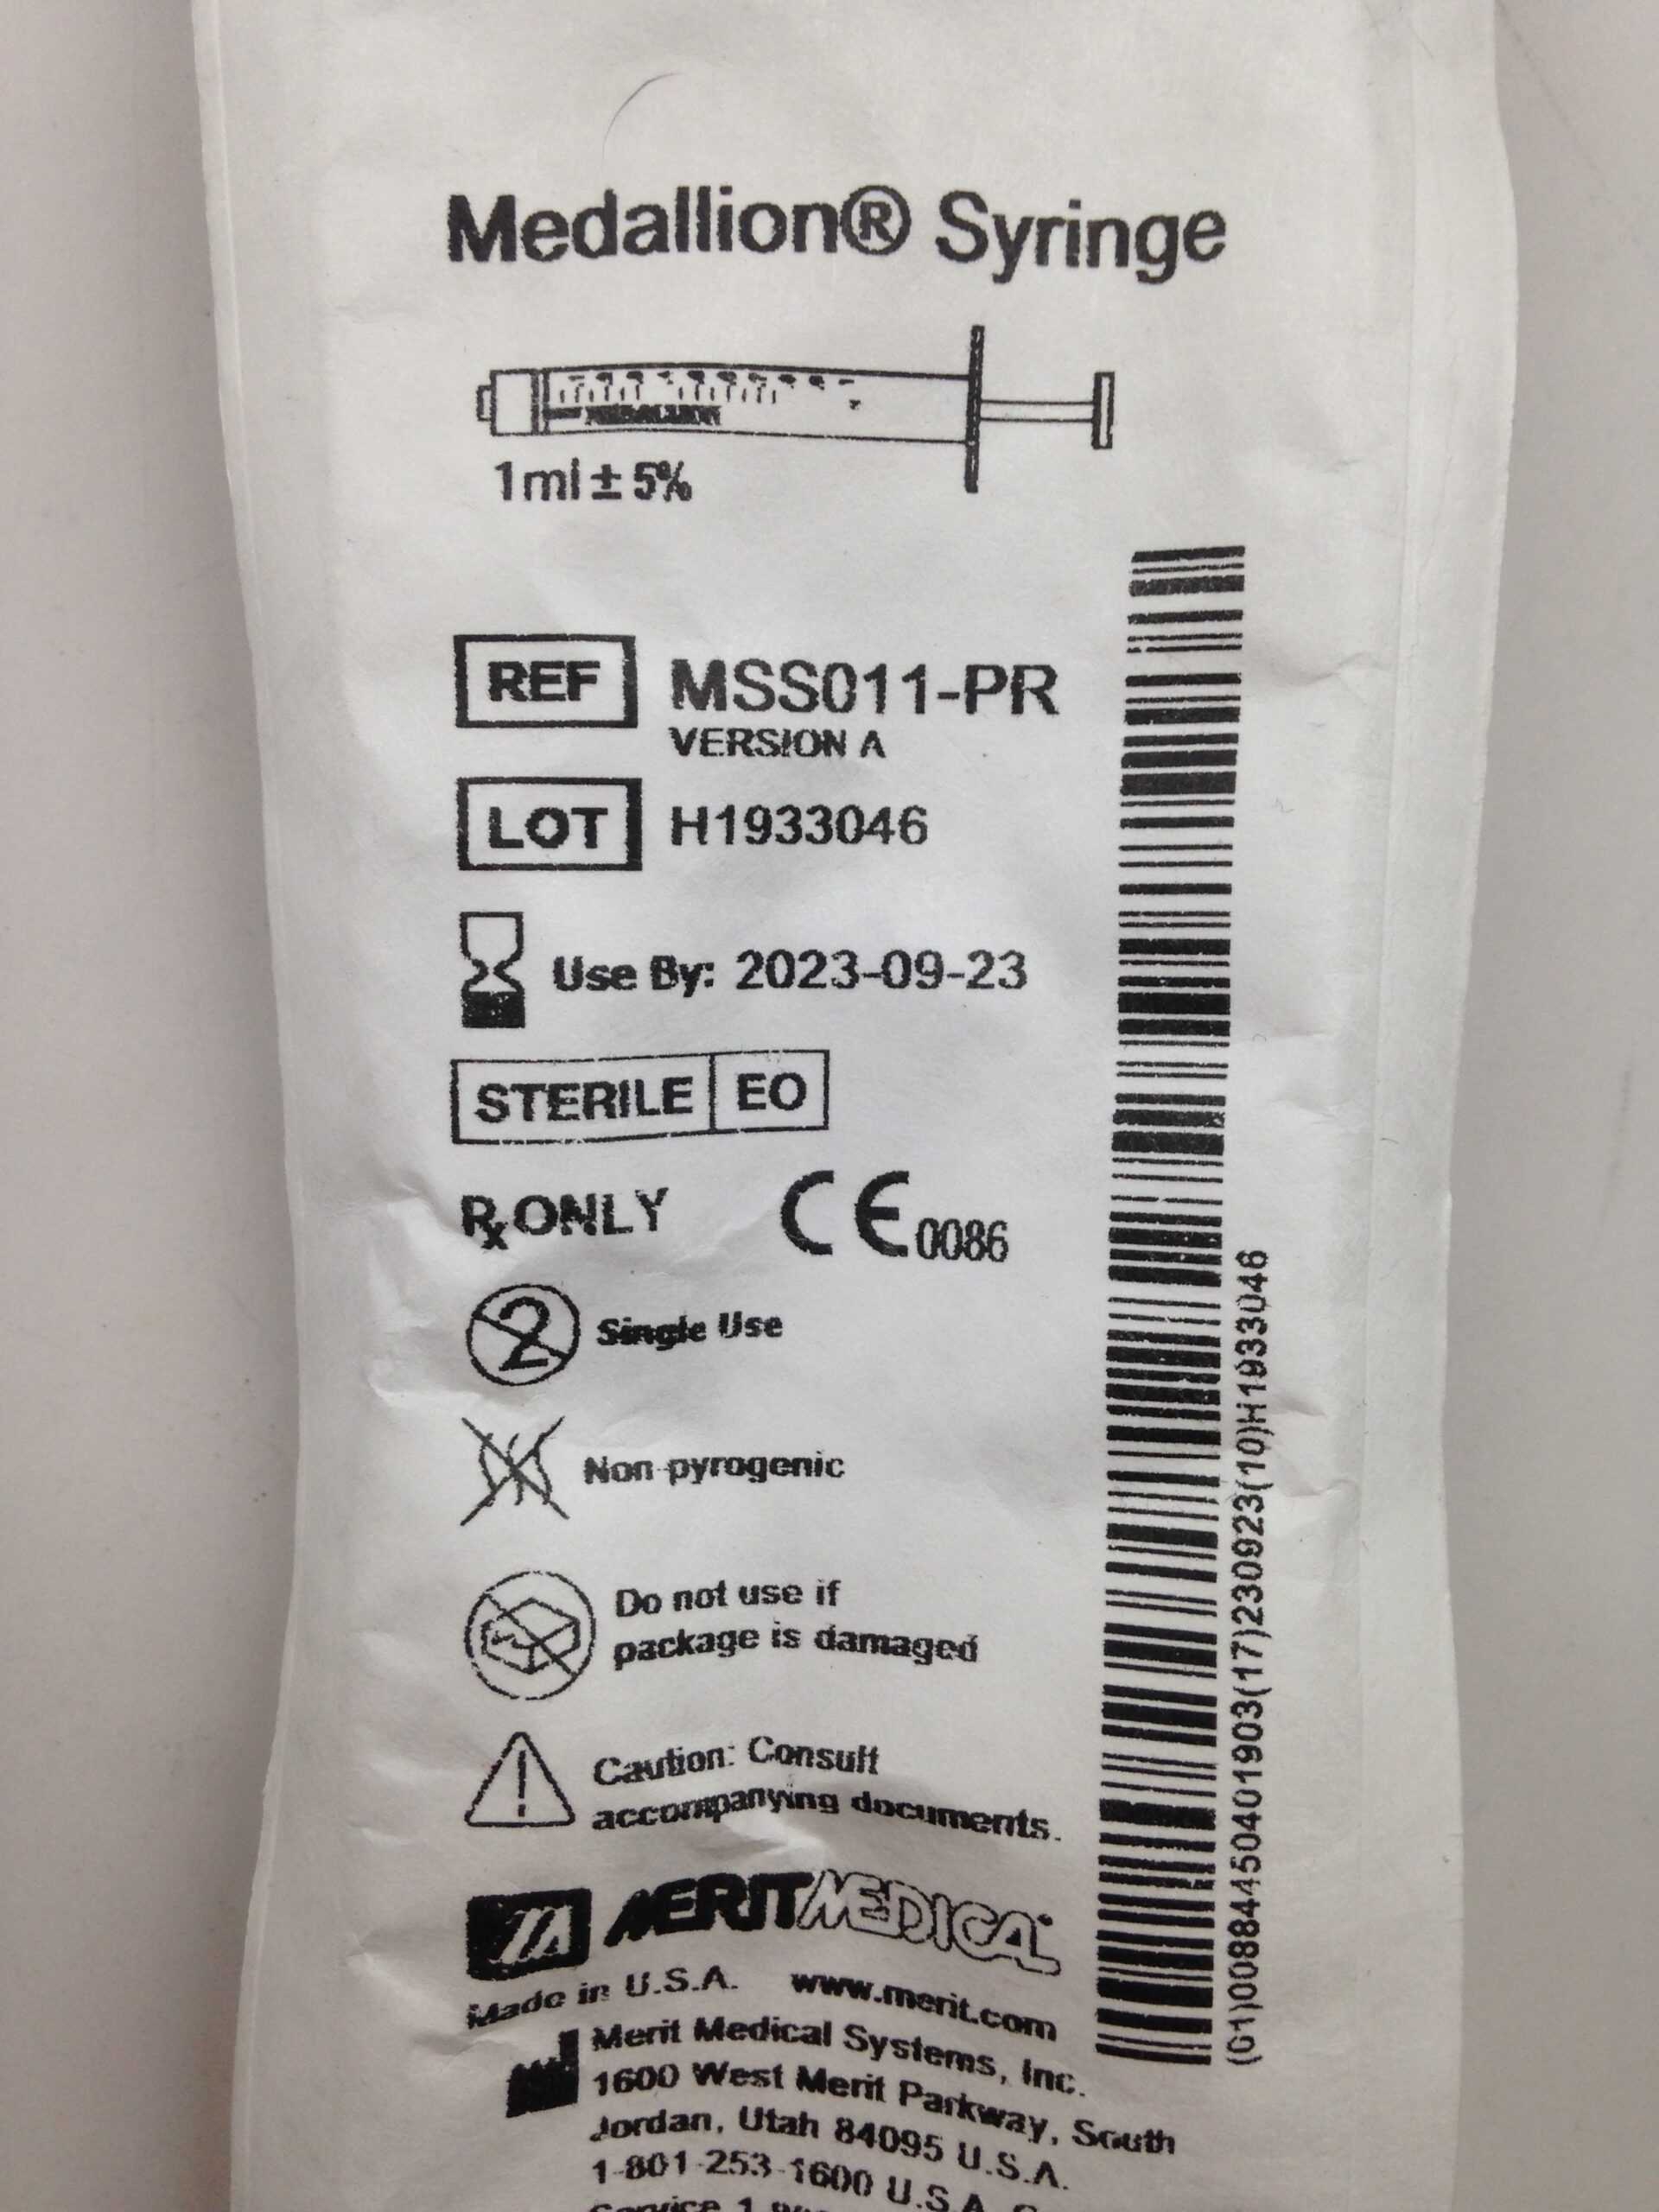 Medallion® Syringe
MEDALLION
1ml ± 5%
REF MSS011-PR
VERSION A
LOT H1933046
Use By: 2023-09-23
STERILE EO
Rx ONLY CE 0086
2 Single Use
Non-pyrogenic
Do not use if
package is damaged
Caution: Consult
accompanying documents.
MERITMEDICAL
Made in U.S.A. www.merit.com
Merit Medical Systems, Inc.
1600 West Merit Parkway, South
Jordan, Utah 84095 U.S.A.
1-801-253-1600 U.S.A.
Service 1
(01)00884450401903(17)230923(10)H1933046